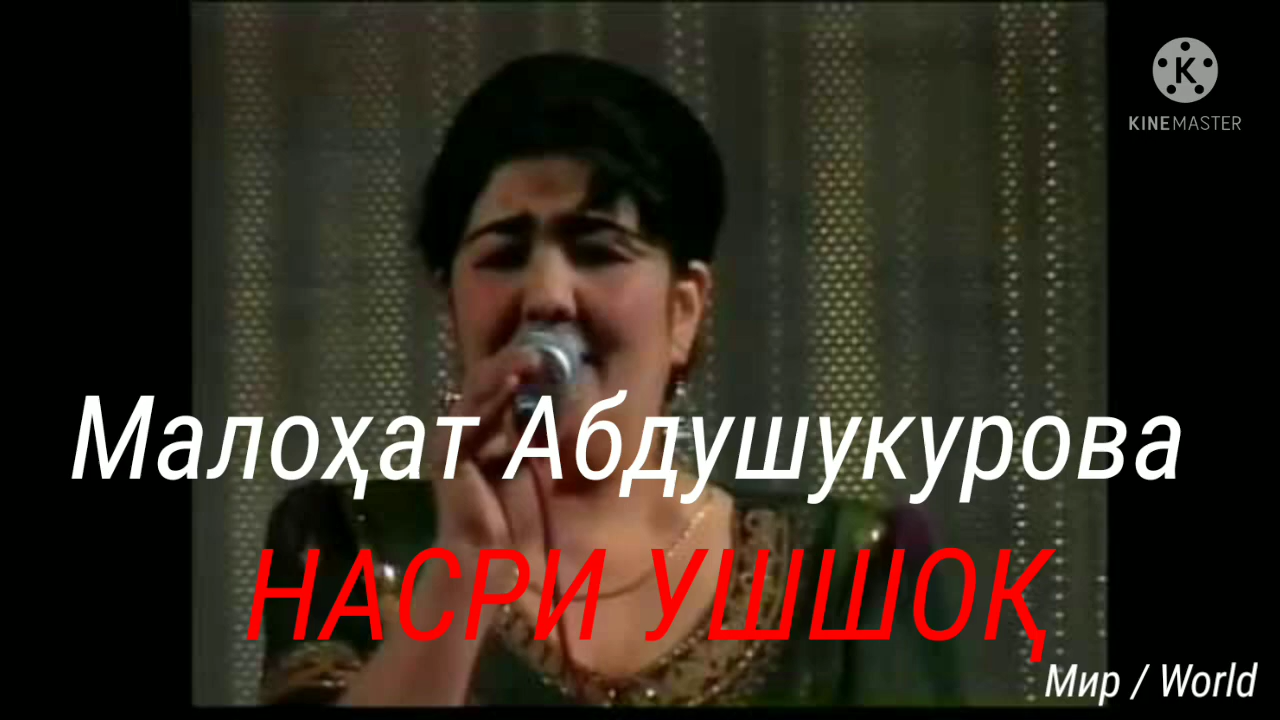 K
KINEMASTER
Малоҳат Абдушукурова
НАСРИ УШШОҚ
Мир / World